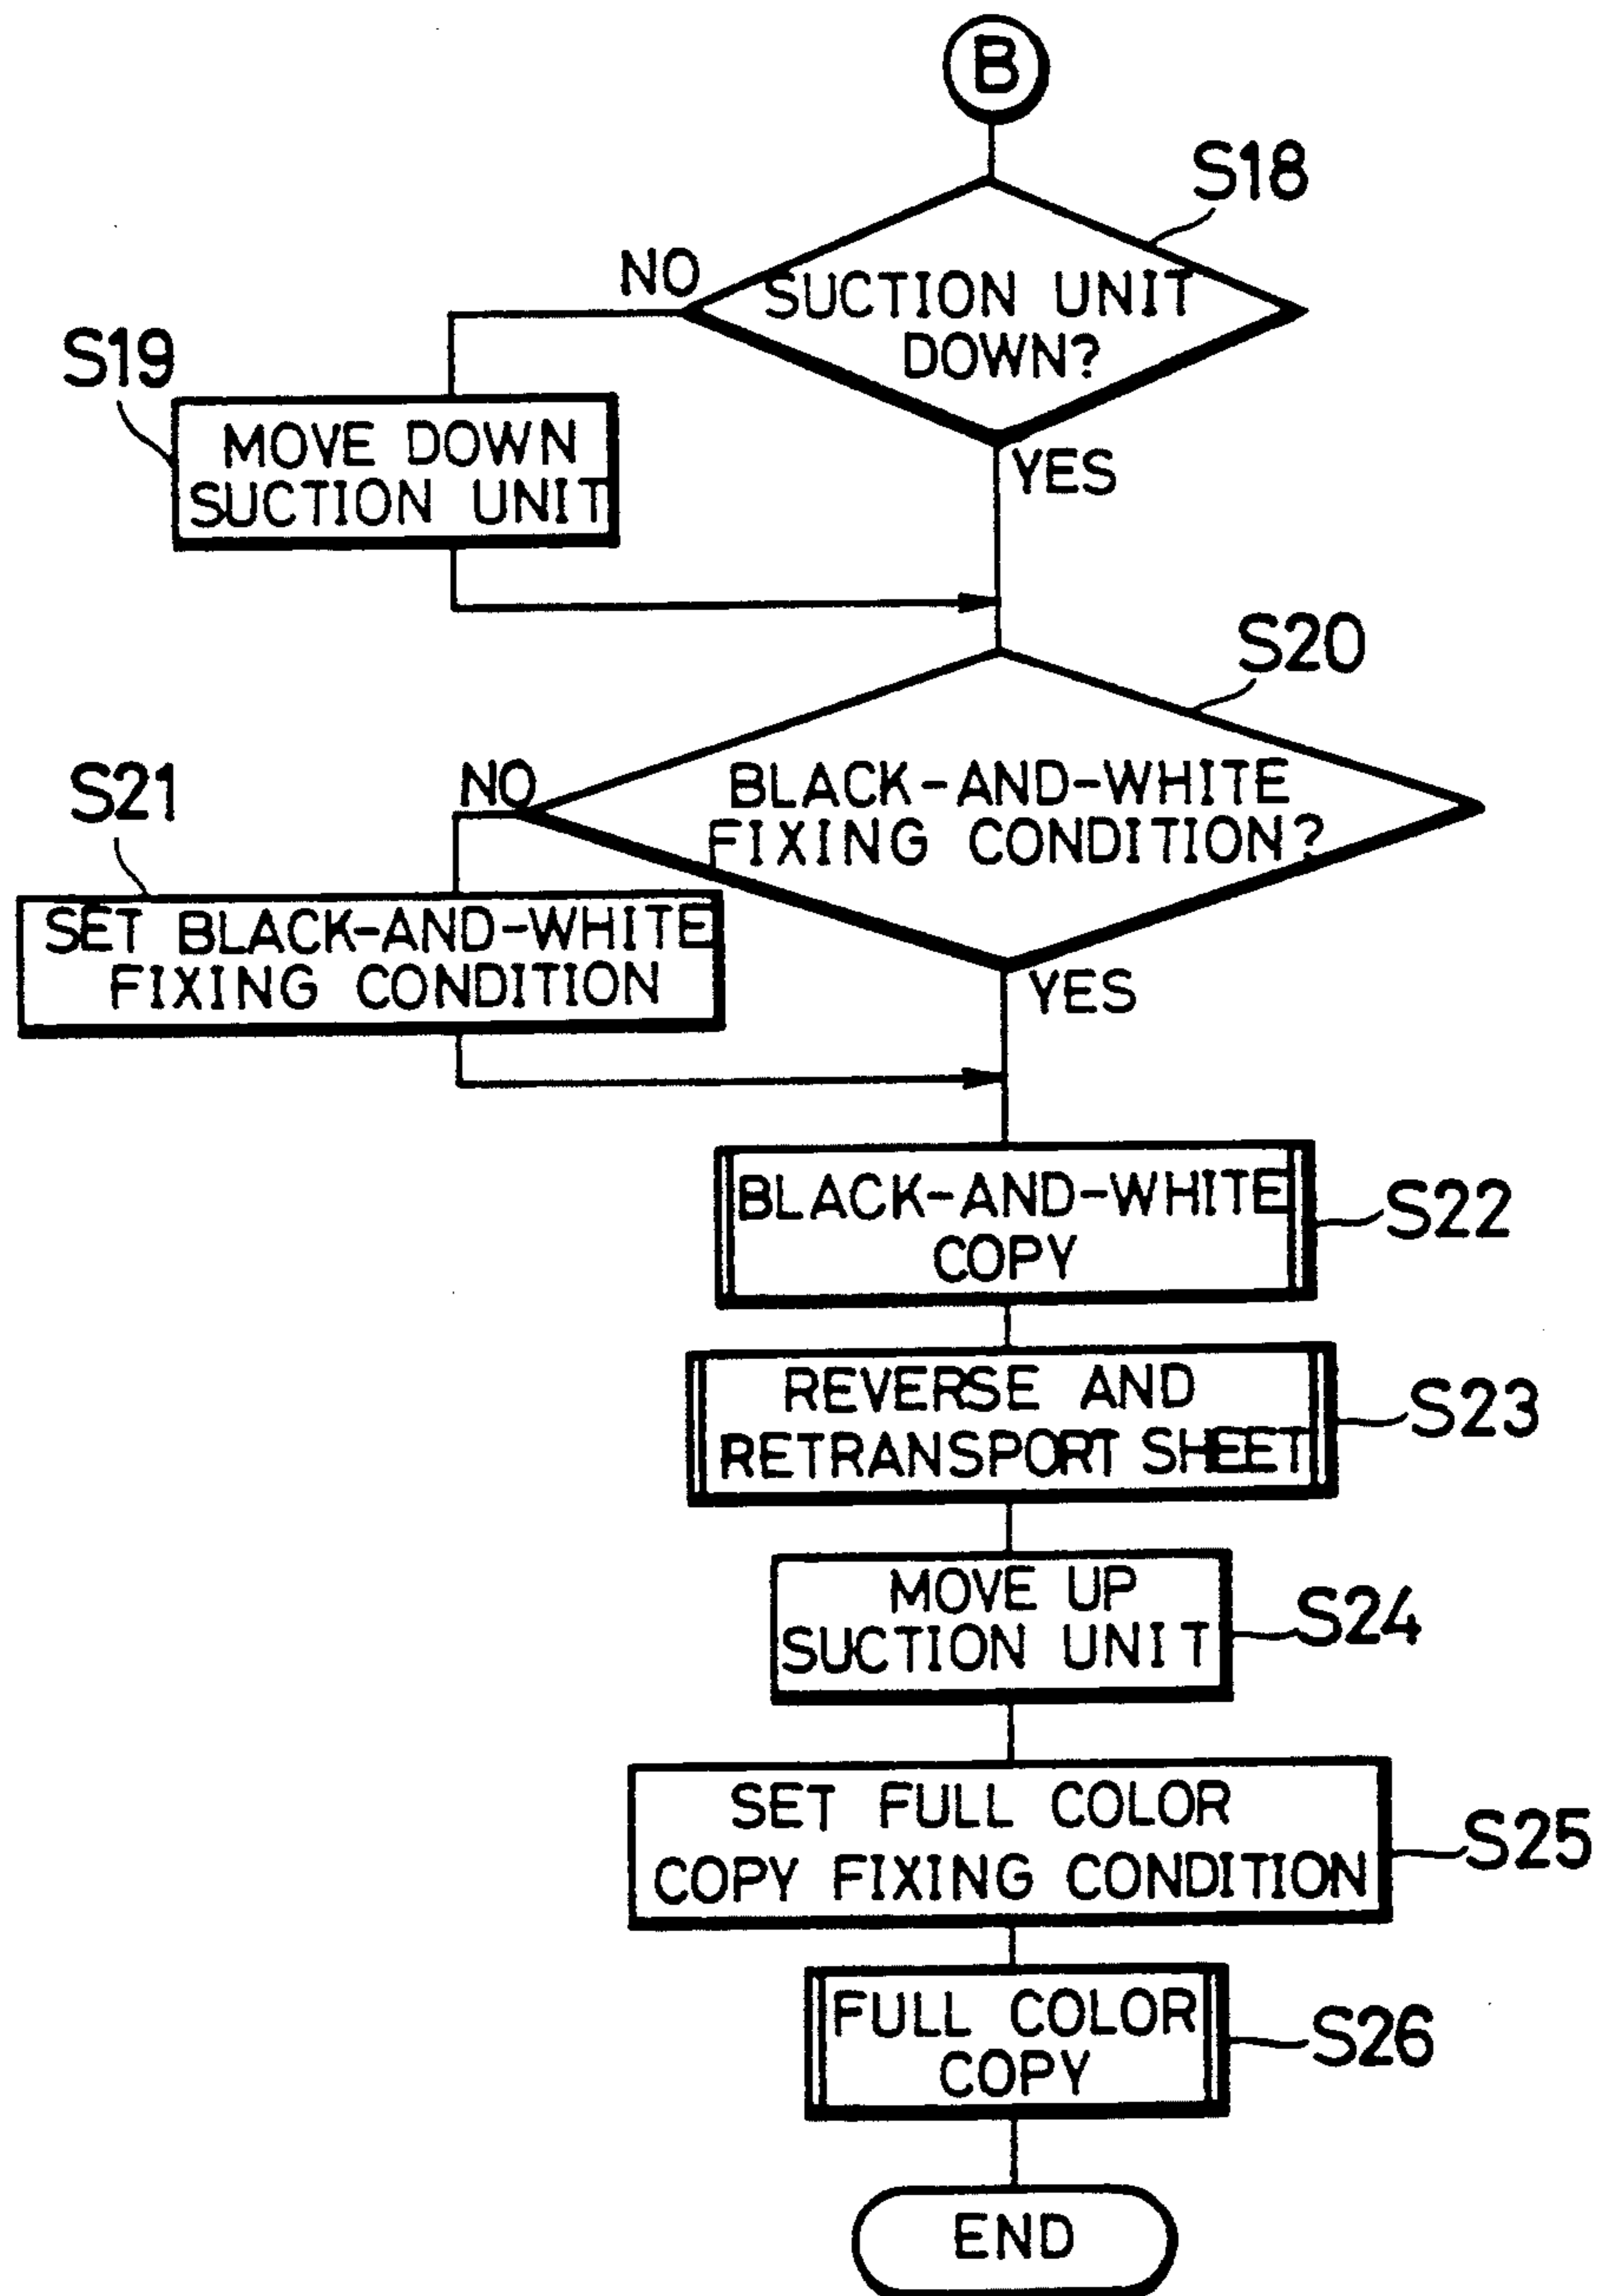 B
S18
NO
SUCTION UNIT
DOWN?
S19
MOVE DOWN
SUCTION UNIT
YES
S20
NO
BLACK-AND-WHITE
FIXING CONDITION?
S21
SET BLACK-AND-WHITE
FIXING CONDITION
YES
BLACK-AND-WHITE
COPY
S22
REVERSE AND
RETRANSPORT SHEET
S23
MOVE UP
SUCTION UNIT
S24
SET FULL COLOR
COPY FIXING CONDITION
S25
FULL COLOR
COPY
S26
END